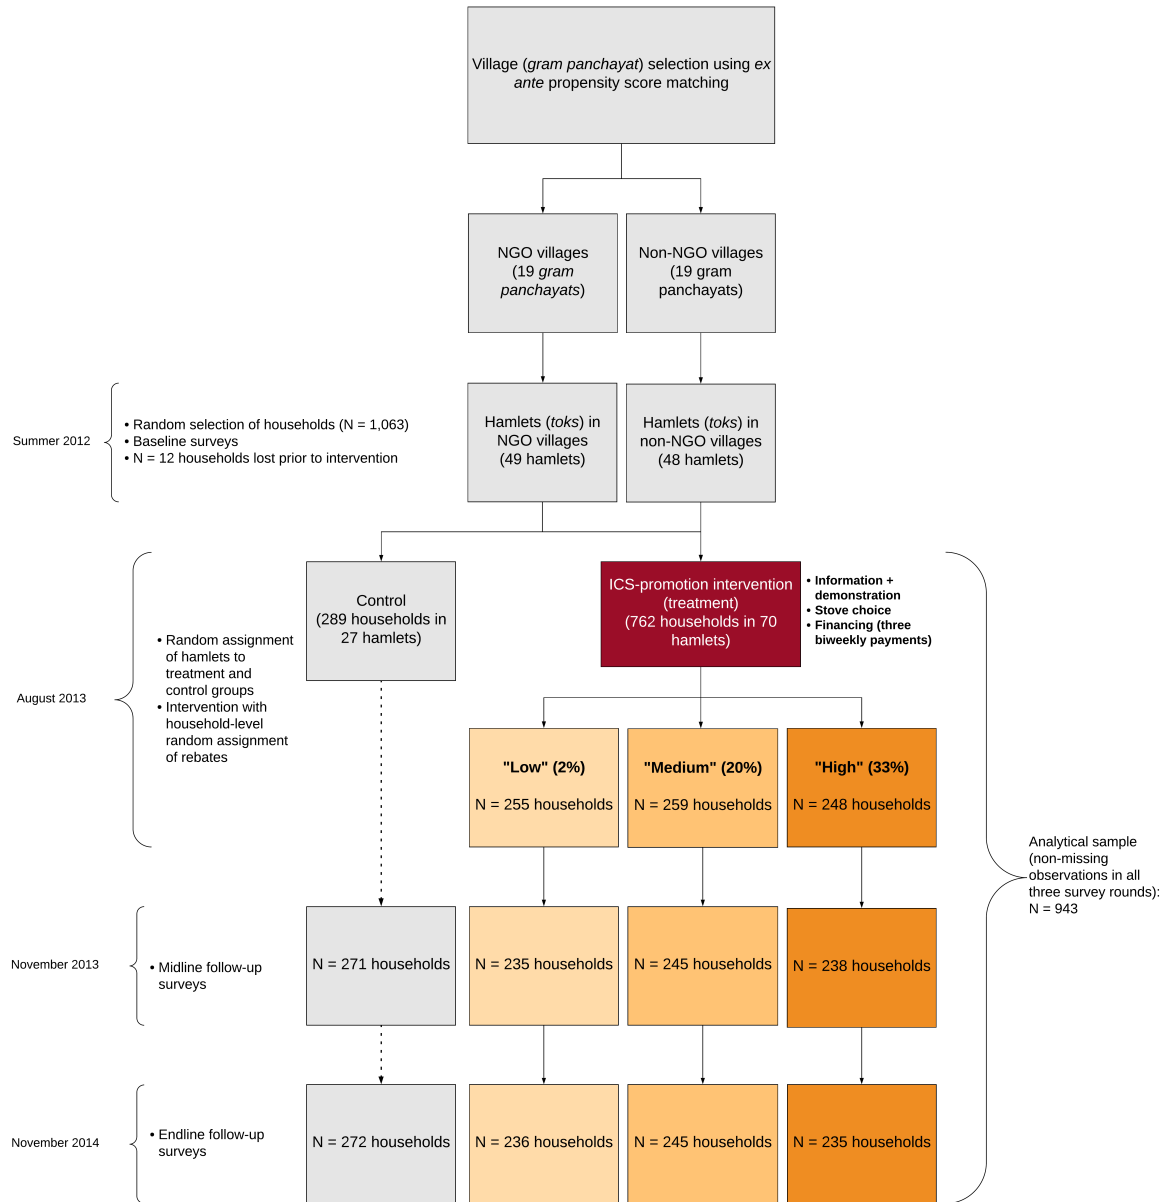 Village (gram panchayat) selection using ex
ante propensity score matching
NGO villages
(19 gram
panchayats)
Non-NGO villages
(19 gram
panchayats)
Summer 2012
• Random selection of households (N = 1,063)
• Baseline surveys
• N = 12 households lost prior to intervention
Hamlets (toks) in
NGO villages
(49 hamlets)
Hamlets (toks) in
non-NGO villages
(48 hamlets)
August 2013
• Random assignment
of hamlets to
treatment and
control groups
• Intervention with
household-level
random assignment
of rebates
Control
(289 households in
27 hamlets)
ICS-promotion intervention
(treatment)
(762 households in 70
hamlets)
• Information +
demonstration
• Stove choice
• Financing (three
biweekly payments)
"Low" (2%)
N = 255 households
"Medium" (20%)
N = 259 households
"High" (33%)
N = 248 households
Analytical sample
(non-missing
observations in all
three survey rounds):
N = 943
November 2013
• Midline follow-up
surveys
N = 271 households
N = 235 households
N = 245 households
N = 238 households
November 2014
• Endline follow-up
surveys
N = 272 households
N = 236 households
N = 245 households
N = 235 households